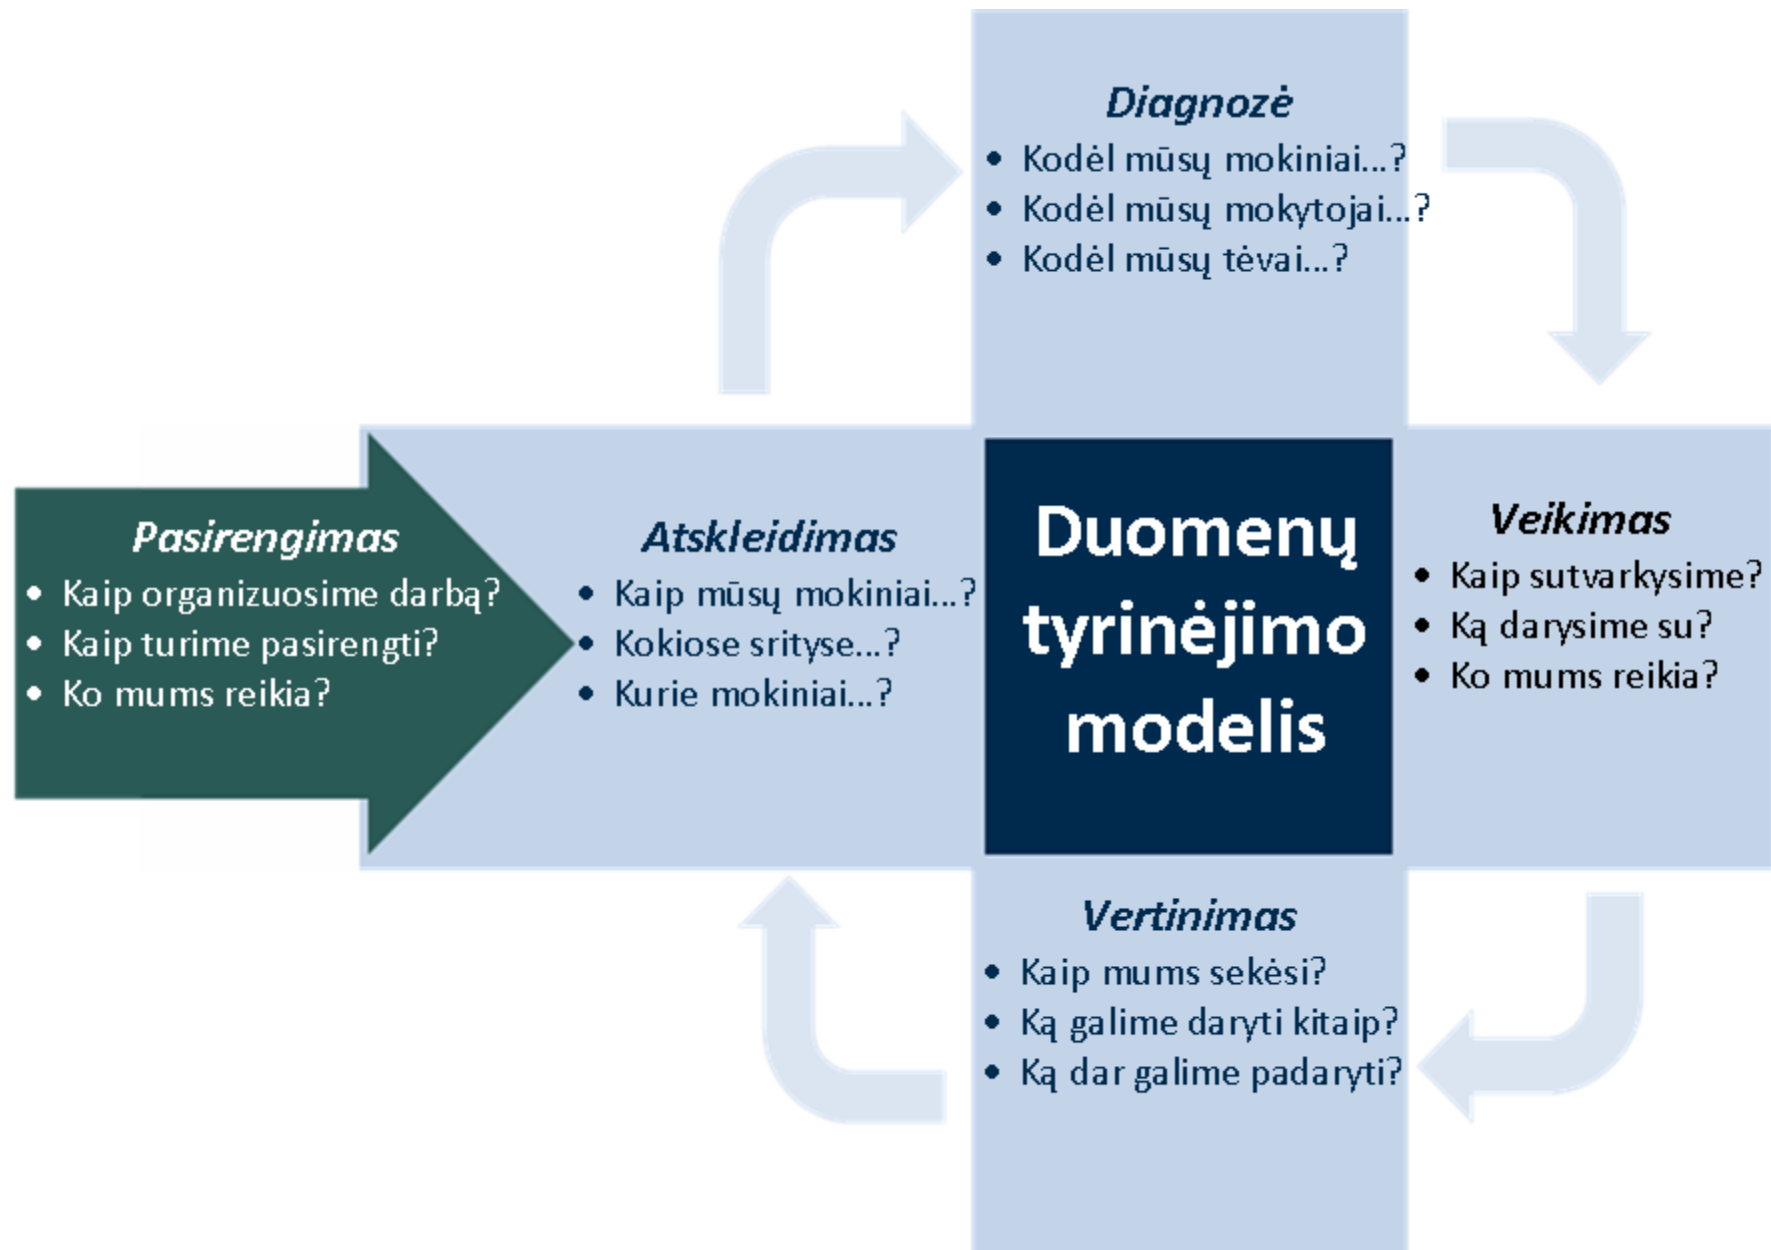 Diagnozė
• Kodėl mūsų mokiniai...?
• Kodėl mūsų mokytojai...?
• Kodėl mūsų tėvai...?
Pasirengimas
• Kaip organizuosime darbą?
• Kaip turime pasirengti?
• Ko mums reikia?
Atskleidimas
• Kaip mūsų mokiniai...?
• Kokiose srityse...?
• Kurie mokiniai...?
Duomenų
tyrinėjimo
modelis
Veikimas
• Kaip sutvarkysime?
• Ką darysime su?
• Ko mums reikia?
Vertinimas
• Kaip mums sekėsi?
• Ką galime daryti kitaip?
• Ką dar galime padaryti?